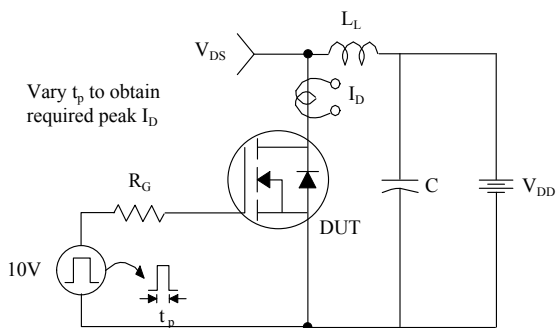 L_L
V_DS
Vary t_p to obtain
required peak I_D
I_D
R_G
C
V_DD
DUT
10V
t_p